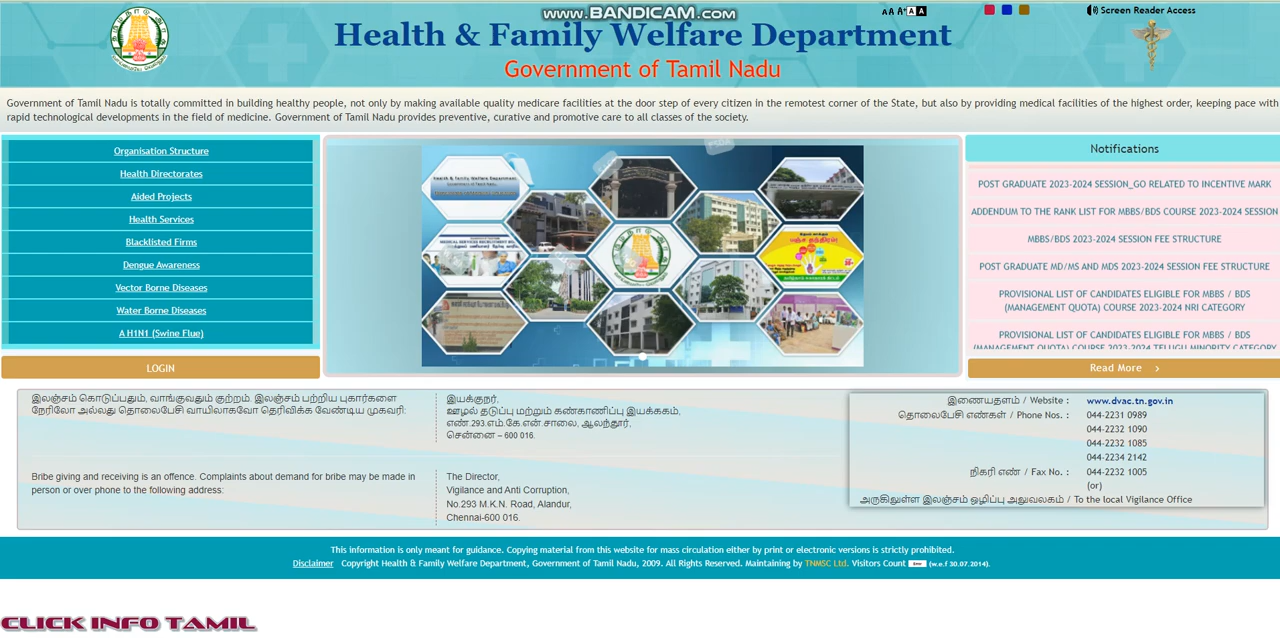 www.BANDICAM.com
Health & Family Welfare Department
Government of Tamil Nadu
A A A+ A A
Screen Reader Access
Government of Tamil Nadu is totally committed in building healthy people, not only by making available quality medicare facilities at the door step of every citizen in the remotest corner of the State, but also by providing medical facilities of the highest order, keeping pace with
rapid technological developments in the field of medicine. Government of Tamil Nadu provides preventive, curative and promotive care to all classes of the society.
Organisation Structure
Health Directorates
Aided Projects
Health Services
Blacklisted Firms
Dengue Awareness
Vector Borne Diseases
Water Borne Diseases
A H1N1 (Swine Flue)
LOGIN
Health & Family Welfare Department
Government of Tamil Nadu
Notifications
POST GRADUATE 2023-2024 SESSION_GO RELATED TO INCENTIVE MARK
ADDENDUM TO THE RANK LIST FOR MBBS/BDS COURSE 2023-2024 SESSION
MBBS/BDS 2023-2024 SESSION FEE STRUCTURE
POST GRADUATE MD/MS AND MDS 2023-2024 SESSION FEE STRUCTURE
PROVISIONAL LIST OF CANDIDATES ELIGIBLE FOR MBBS / BDS
(MANAGEMENT QUOTA) COURSE 2023-2024 NRI CATEGORY
PROVISIONAL LIST OF CANDIDATES ELIGIBLE FOR MBBS / BDS
(MANAGEMENT QUOTA) COURSE 2023-2024 TELUGU MINORITY CATEGORY
Read More ›
இலஞ்சம் கொடுப்பதும், வாங்குவதும் குற்றம். இலஞ்சம் பற்றிய புகார்களை
நேரிலோ அல்லது தொலைபேசி வாயிலாகவோ தெரிவிக்க வேண்டிய முகவரி:
இயக்குநர்,
ஊழல் தடுப்பு மற்றும் கண்காணிப்பு இயக்ககம்,
எண்.293.எம்.கே.என்.சாலை, ஆலந்தூர்,
சென்னை – 600 016.
Bribe giving and receiving is an offence. Complaints about demand for bribe may be made in
person or over phone to the following address:
The Director,
Vigilance and Anti Corruption,
No.293 M.K.N. Road, Alandur,
Chennai-600 016.
இணையதளம் / Website : www.dvac.tn.gov.in
தொலைபேசி எண்கள் / Phone Nos. : 044-2231 0989
044-2232 1090
044-2232 1085
044-2234 2142
நிகரி எண் / Fax No. : 044-2232 1005
(or)
அருகிலுள்ள இலஞ்சம் ஒழிப்பு அலுவலகம் / To the local Vigilance Office
This information is only meant for guidance. Copying material from this website for mass circulation either by print or electronic versions is strictly prohibited.
Disclaimer Copyright Health & Family Welfare Department, Government of Tamil Nadu, 2009. All Rights Reserved. Maintaining by TNMSC Ltd. Visitors Count (w.e.f 30.07.2014).
CLICK INFO TAMIL